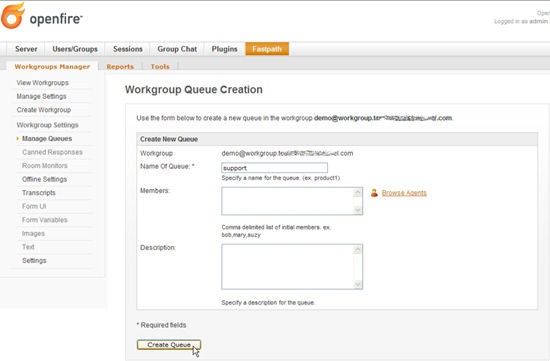 openfire
Open
Logged in as admin
Server Users/Groups Sessions Group Chat Plugins Fastpath
Workgroups Manager Reports Tools
View Workgroups
Manage Settings
Create Workgroup
Workgroup Settings
Manage Queues
Canned Responses
Room Monitors
Offline Settings
Transcripts
Form UI
Form Variables
Images
Text
Settings
Workgroup Queue Creation
Use the form below to create a new queue in the workgroup demo@workgroup. .com.
Create New Queue
Workgroup demo@workgroup. .com
Name Of Queue: * support
Specify a name for the queue. (ex. product1)
Members:
Browse Agents
Comma delimited list of initial members. ex.
bob,mary,suzy
Description:
Specify a description for the queue.
* Required fields
Create Queue